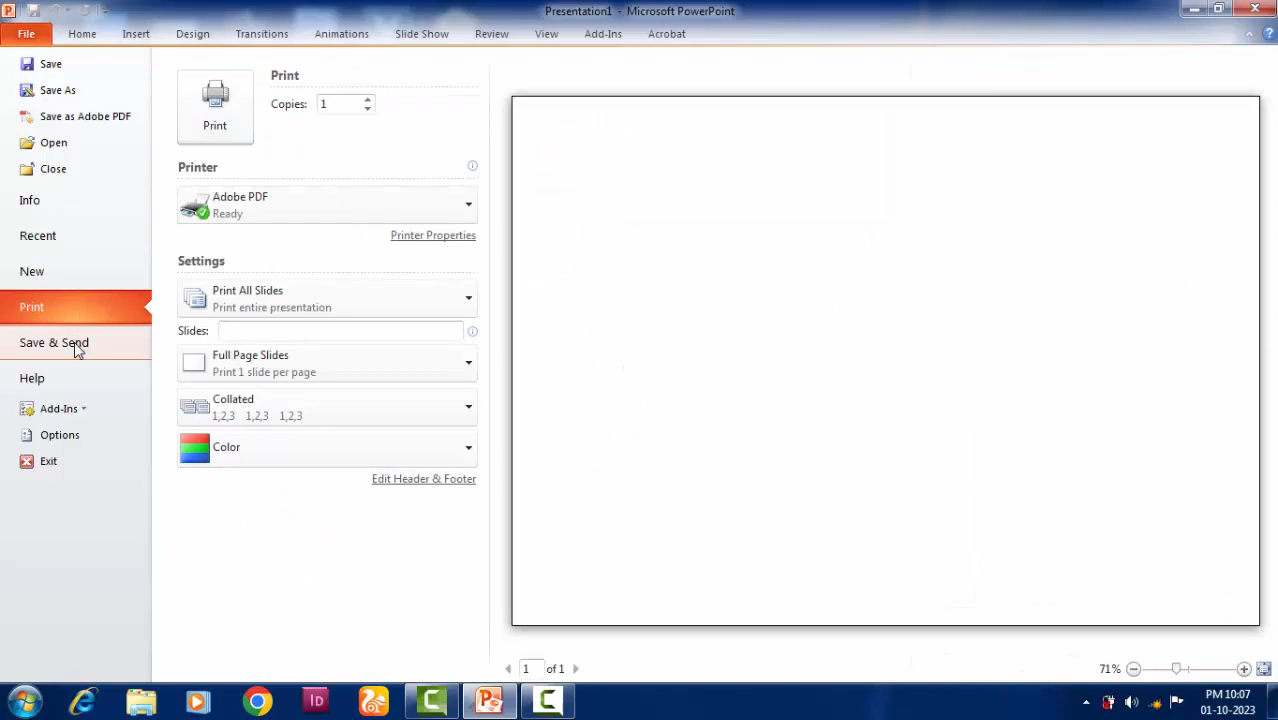 Presentation1 - Microsoft PowerPoint
File Home Insert Design Transitions Animations Slide Show Review View Add-Ins Acrobat
Save
Save As
Save as Adobe PDF
Open
Close
Info
Recent
New
Print
Save & Send
Help
Add-Ins
Options
Exit
Print
Print
Copies: 1
Printer
Adobe PDF
Ready
Printer Properties
Settings
Print All Slides
Print entire presentation
Slides:
Full Page Slides
Print 1 slide per page
Collated
1,2,3 1,2,3 1,2,3
Color
Edit Header & Footer
1 of 1
71%
Id
PM 10:07
01-10-2023